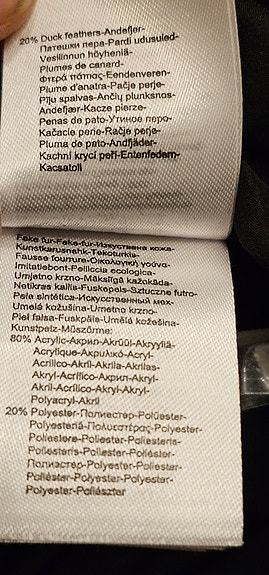 20% Duck feathers-Andefjer-
Патешки пера-Pardi udusuled-
Vesilinnun höyheniä-
Plumes de canard-
Φτερά πάπιας-Eendenveren-
Piume d'anatra-Pačje perje-
Pīļu spalvas-Ančių plunksnos-
Andefjær-Kacze pierze-
Penas de pato-Утиное перо-
Kačacie perie-Račje perje-
Pluma de pato-Andfjäder-
Kachní krycí peří-Entenfedern-
Kacsatoll
Fake fur-Fake-fur-Изкуствена кожа-
Kunstkarusnahk-Tekoturkis-
Fausse fourrure-Οικολογική γούνα-
Imitatiebont-Pelliccia ecologica-
Umjetno krzno-Mākslīgā kažokāda-
Netikras kailis-Fuskepels-Sztuczne futro-
Pelo sintético-Искусственный мех-
Umelá kožušina-Umetno krzno-
Piel falsa-Fuskpäls-Umělá kožešina-
Kunstpelz-Műszőrme:
80% Acrylic-Акрил-Akrüül-Akryyliä-
Acrylique-Ακρυλικό-Acryl-
Acrilico-Akril-Akrila-Akrilas-
Akryl-Acrílico-Акрил-Akryl-
Akril-Acrílico-Akryl-Akryl-
Polyacryl-Akril
20% Polyester-Полиестер-Polüester-
Polyesteriä-Πολυεστέρας-Polyester-
Poliestere-Poliester-Poliesteris-
Poliesteris-Polyester-Poliéster-
Полиэстер-Polyester-Poliester-
Poliéster-Polyester-Polyester-
Polyester-Poliészter